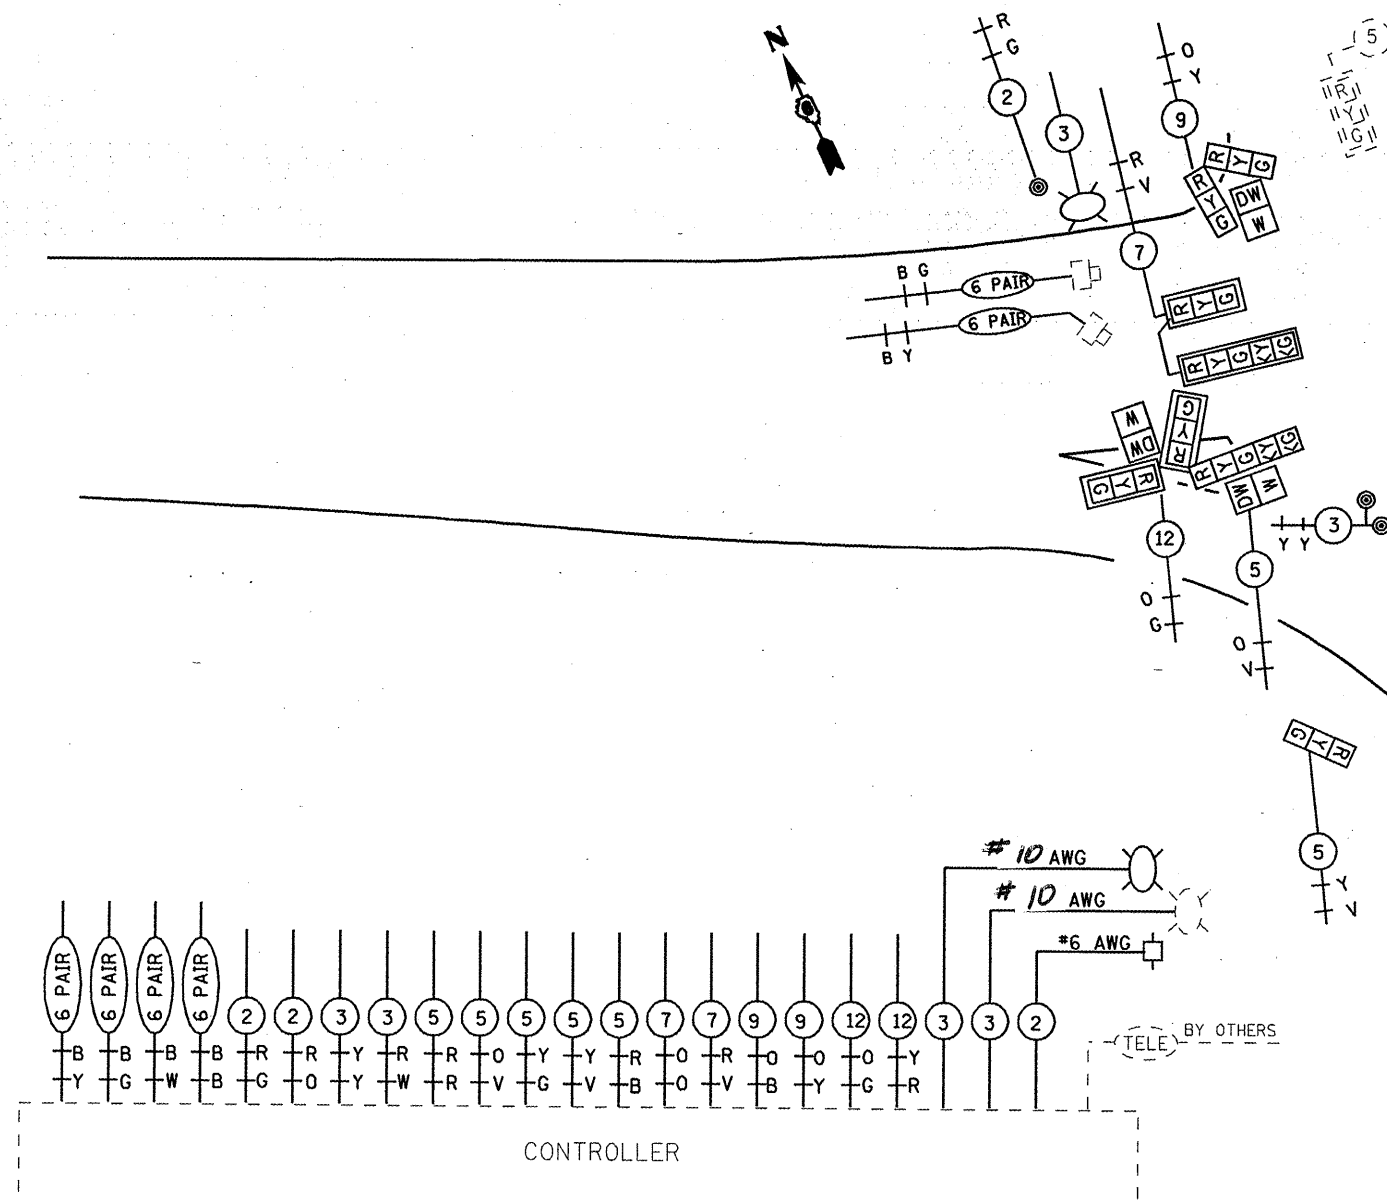 N
R
G
2
3
O
Y
9
5
R
Y
G
R
V
R Y G
R
Y
G
DW
W
7
B G
6 PAIR
R Y G
6 PAIR
B Y
R Y G <Y <G
W
DW
G
Y
R
R Y G <Y <G
G Y R
DW W
3
Y Y
12
5
O
G
O
V
G Y R
5
Y
V
# 10 AWG
# 10 AWG
#6 AWG
6 PAIR 6 PAIR 6 PAIR 6 PAIR 2 2 3 3 5 5 5 5 5 7 7 9 9 12 12 3 3 2
B B B B R R Y R R O Y Y R O R O O O Y
Y G W B G O Y W R V G V B O V B Y G R
TELE BY OTHERS
CONTROLLER